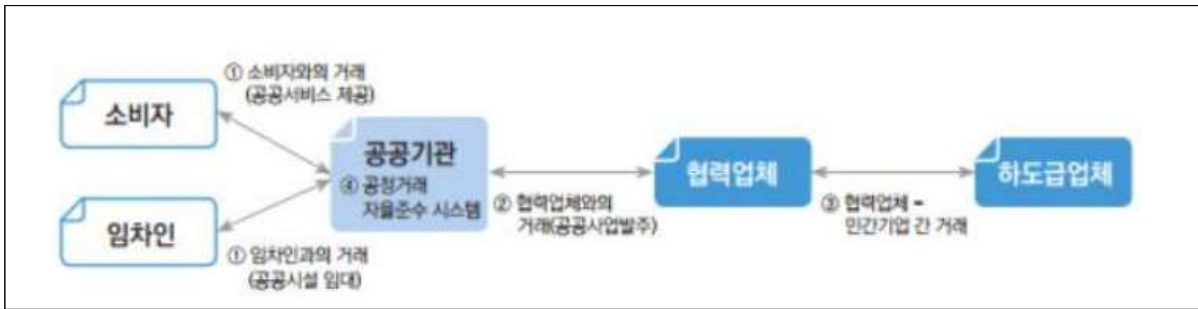 ① 소비자와의 거래
(공공서비스 제공)
소비자
공공기관
④ 공정거래
자율준수 시스템
협력업체
하도급업체
② 협력업체와의
거래(공공사업발주)
③ 협력업체 -
민간기업 간 거래
임차인
① 임차인과의 거래
(공공시설 임대)